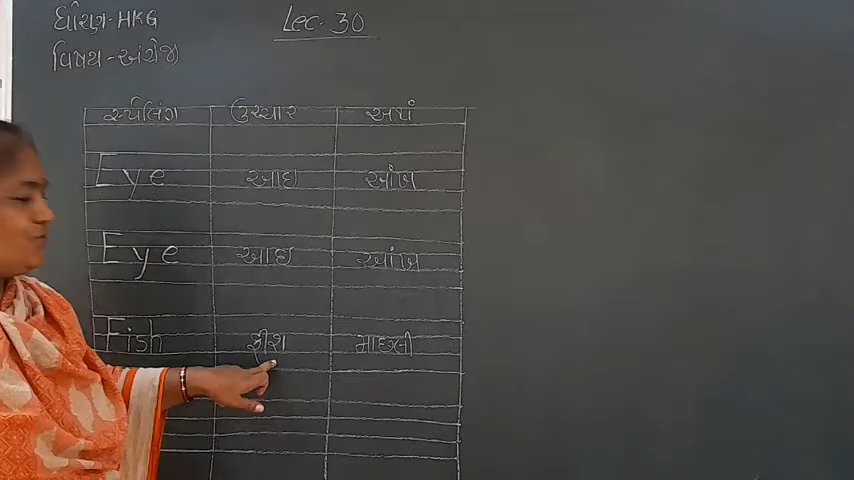 ધોરણ-HKG
Lec-30
વિષય-અંગ્રેજી
સ્પેલિંગ ઉચ્ચાર અર્થ
Eye આઇ આંખ
Eye આઇ આંખ
Fish ફીશ માછલી